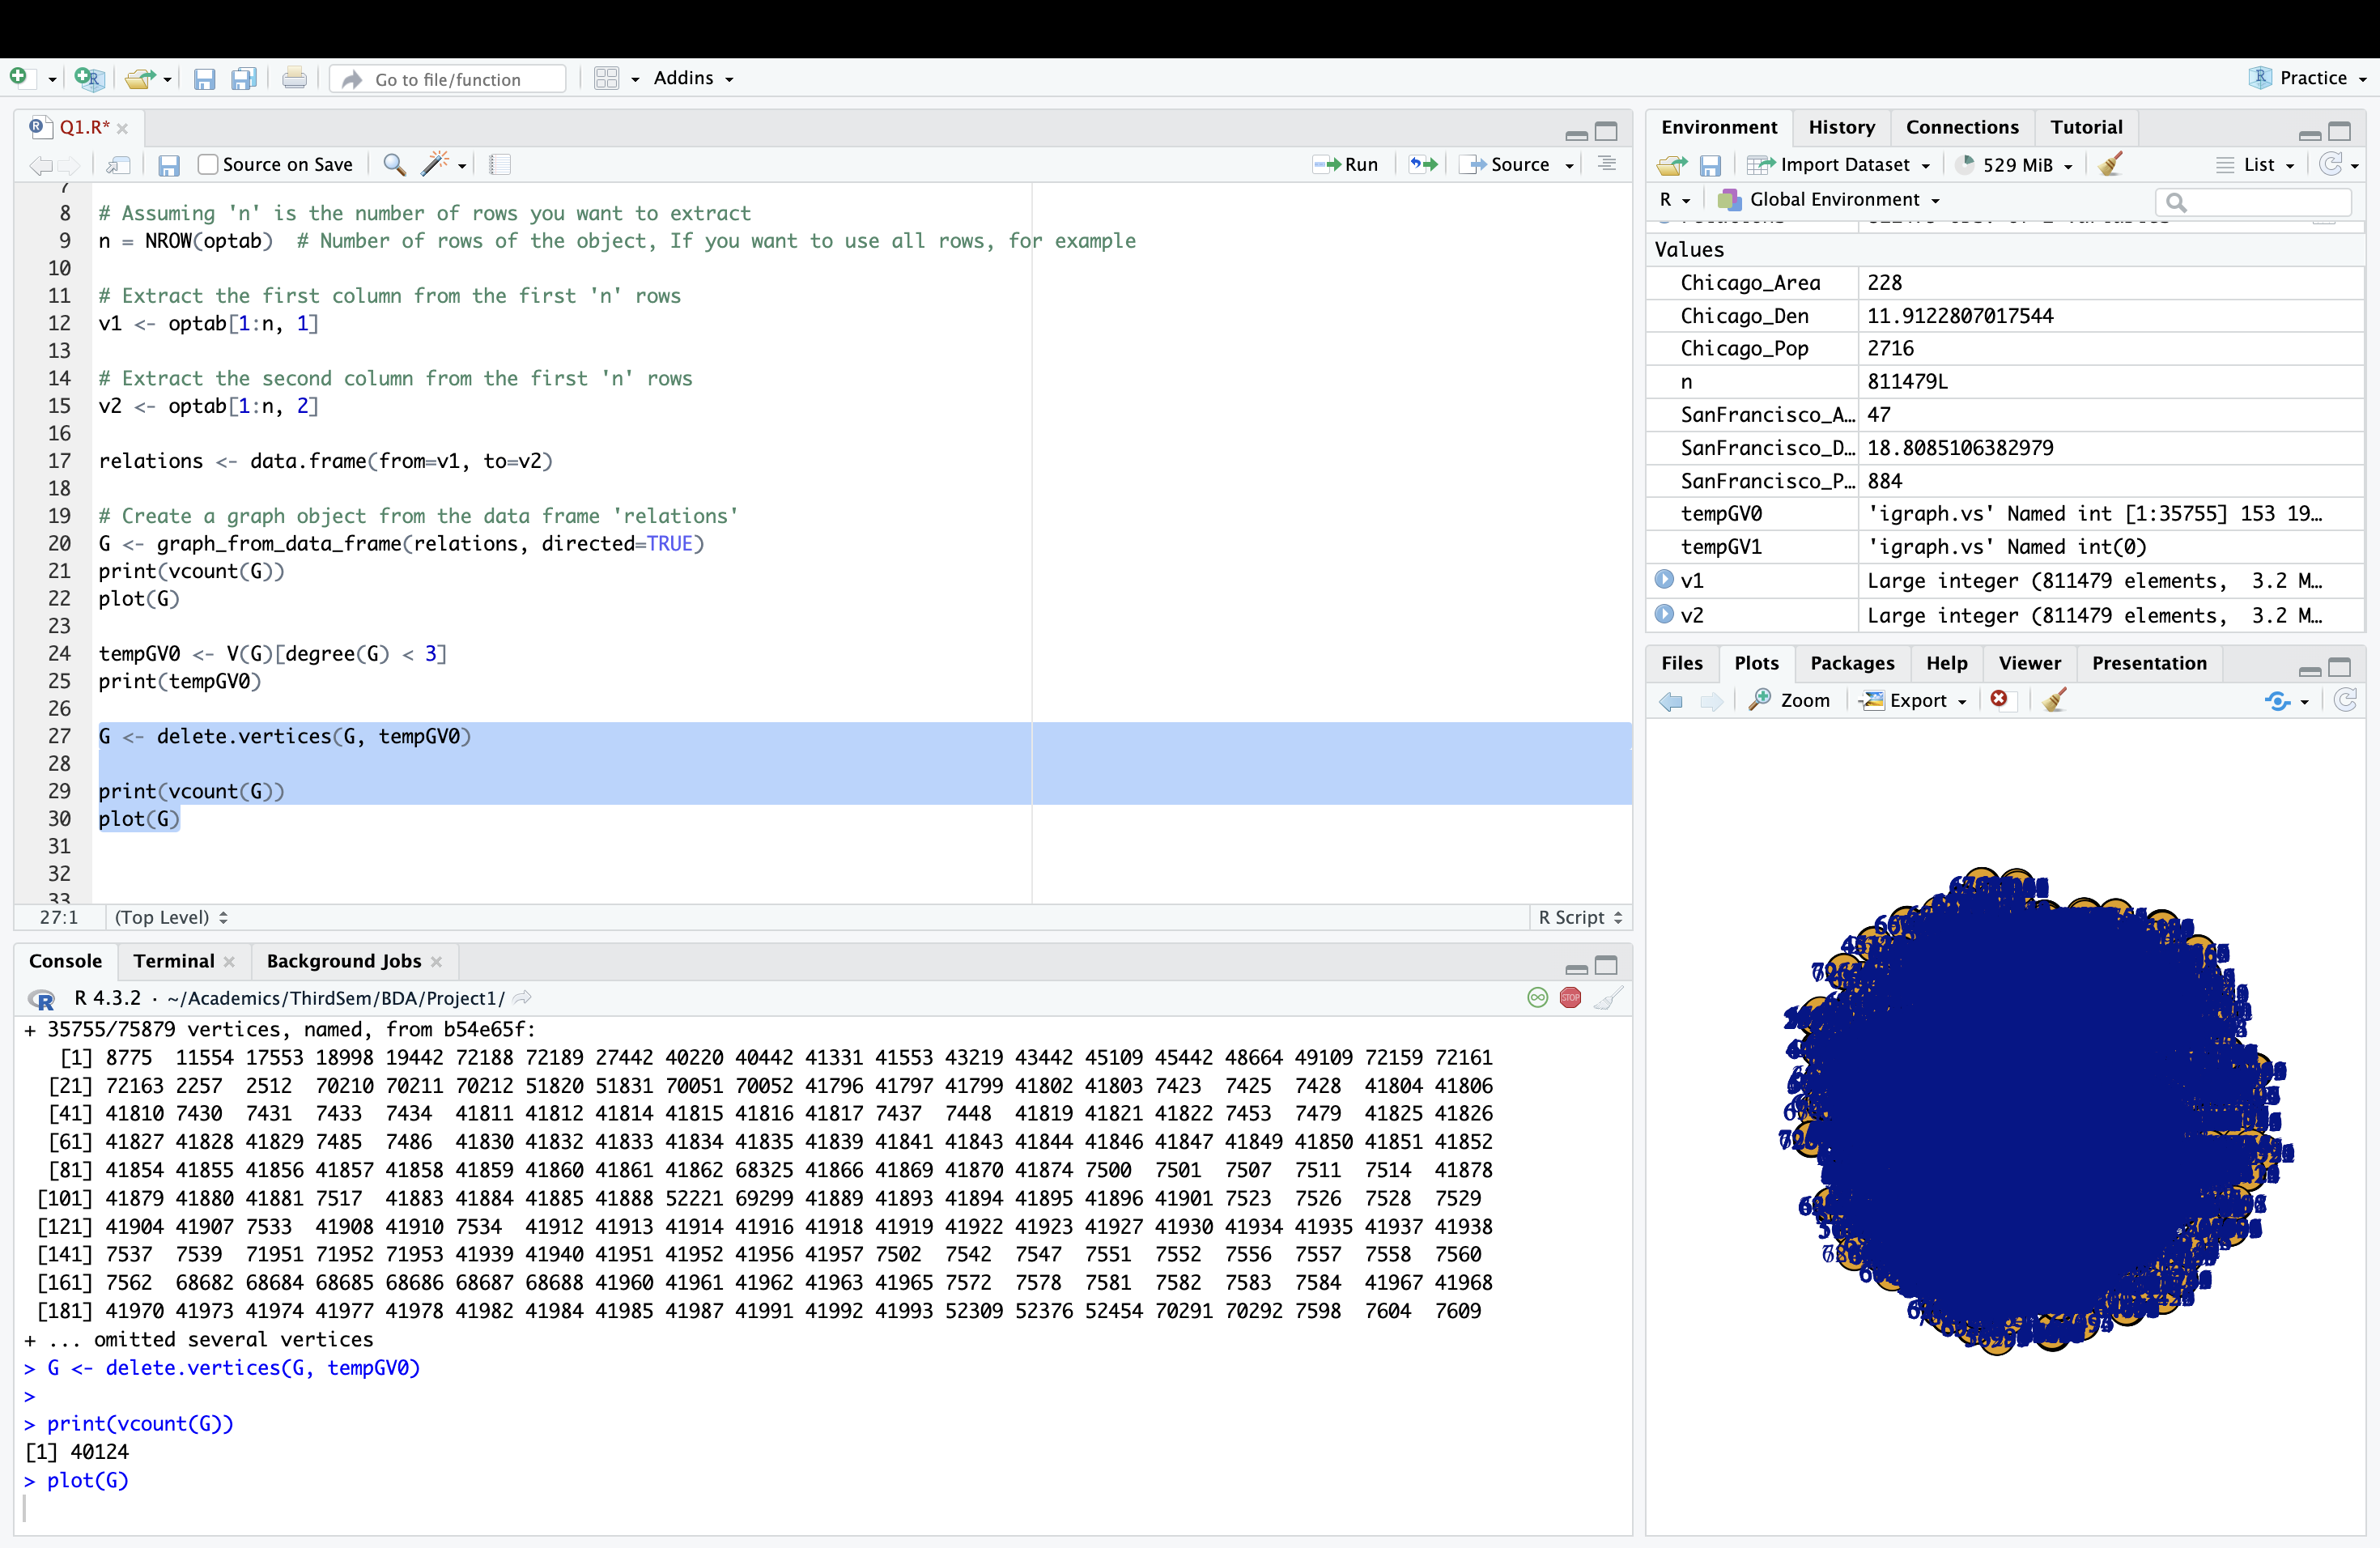 Go to file/function Addins Practice
Q1.R*
Source on Save Run Source
7
8 # Assuming 'n' is the number of rows you want to extract
9 n = NROW(optab)  # Number of rows of the object, If you want to use all rows, for example
10
11 # Extract the first column from the first 'n' rows
12 v1 <- optab[1:n, 1]
13
14 # Extract the second column from the first 'n' rows
15 v2 <- optab[1:n, 2]
16
17 relations <- data.frame(from=v1, to=v2)
18
19 # Create a graph object from the data frame 'relations'
20 G <- graph_from_data_frame(relations, directed=TRUE)
21 print(vcount(G))
22 plot(G)
23
24 tempGV0 <- V(G)[degree(G) < 3]
25 print(tempGV0)
26
27 G <- delete.vertices(G, tempGV0)
28
29 print(vcount(G))
30 plot(G)
31
32
33
27:1 (Top Level) R Script
Console Terminal Background Jobs
R 4.3.2 · ~/Academics/ThirdSem/BDA/Project1/
STOP
+ 35755/75879 vertices, named, from b54e65f:
[1] 8775 11554 17553 18998 19442 72188 72189 27442 40220 40442 41331 41553 43219 43442 45109 45442 48664 49109 72159 72161
[21] 72163 2257 2512 70210 70211 70212 51820 51831 70051 70052 41796 41797 41799 41802 41803 7423 7425 7428 41804 41806
[41] 41810 7430 7431 7433 7434 41811 41812 41814 41815 41816 41817 7437 7448 41819 41821 41822 7453 7479 41825 41826
[61] 41827 41828 41829 7485 7486 41830 41832 41833 41834 41835 41839 41841 41843 41844 41846 41847 41849 41850 41851 41852
[81] 41854 41855 41856 41857 41858 41859 41860 41861 41862 68325 41866 41869 41870 41874 7500 7501 7507 7511 7514 41878
[101] 41879 41880 41881 7517 41883 41884 41885 41888 52221 69299 41889 41893 41894 41895 41896 41901 7523 7526 7528 7529
[121] 41904 41907 7533 41908 41910 7534 41912 41913 41914 41916 41918 41919 41922 41923 41927 41930 41934 41935 41937 41938
[141] 7537 7539 71951 71952 71953 41939 41940 41951 41952 41956 41957 7502 7542 7547 7551 7552 7556 7557 7558 7560
[161] 7562 68682 68684 68685 68686 68687 68688 41960 41961 41962 41963 41965 7572 7578 7581 7582 7583 7584 41967 41968
[181] 41970 41973 41974 41977 41978 41982 41984 41985 41987 41991 41992 41993 52309 52376 52454 70291 70292 7598 7604 7609
+ ... omitted several vertices
> G <- delete.vertices(G, tempGV0)
>
> print(vcount(G))
[1] 40124
> plot(G)
Environment History Connections Tutorial
Import Dataset 529 MiB List
R Global Environment
Values
Chicago_Area 228
Chicago_Den 11.9122807017544
Chicago_Pop 2716
n 811479L
SanFrancisco_A… 47
SanFrancisco_D… 18.8085106382979
SanFrancisco_P… 884
tempGV0 'igraph.vs' Named int [1:35755] 153 19…
tempGV1 'igraph.vs' Named int(0)
v1 Large integer (811479 elements,  3.2 M…
v2 Large integer (811479 elements,  3.2 M…
Files Plots Packages Help Viewer Presentation
Zoom Export